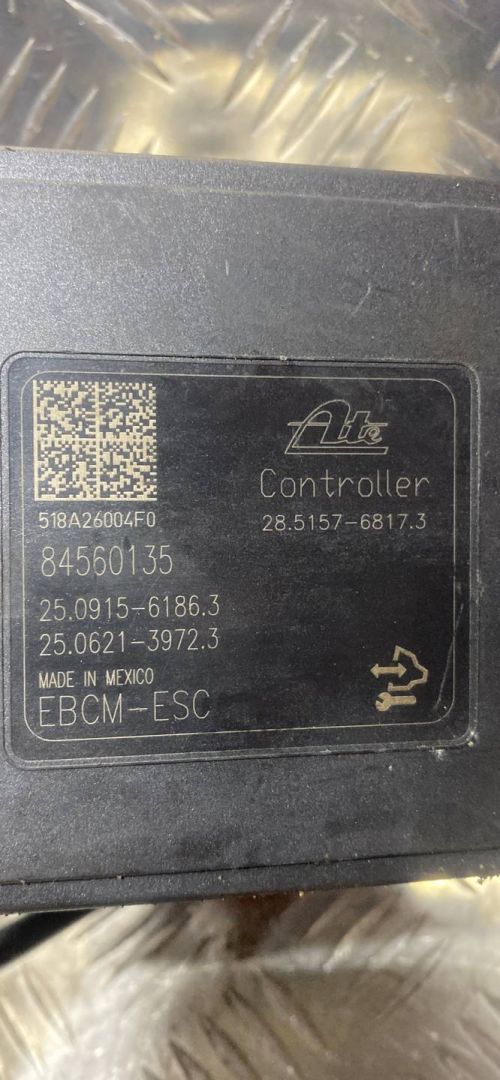 Ate
Controller
518A26004F0
28.5157-6817.3
84560135
25.0915-6186.3
25.0621-3972.3
MADE IN MEXICO
EBCM-ESC